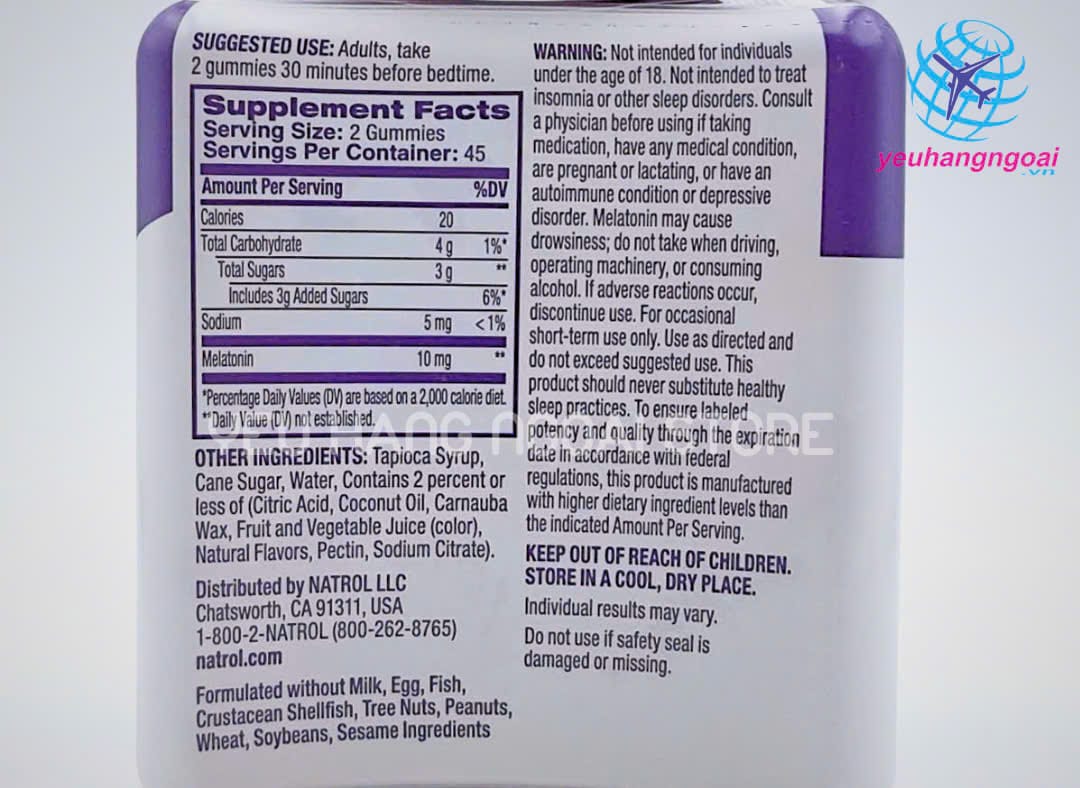 SUGGESTED USE: Adults, take
2 gummies 30 minutes before bedtime.
Supplement Facts
Serving Size: 2 Gummies
Servings Per Container: 45
Amount Per Serving %DV
Calories 20
Total Carbohydrate 4 g 1%*
Total Sugars 3 g **
Includes 3g Added Sugars 6%*
Sodium 5 mg <1%
Melatonin 10 mg **
*Percentage Daily Values (DV) are based on a 2,000 calorie diet.
**Daily Value (DV) not established.
OTHER INGREDIENTS: Tapioca Syrup,
Cane Sugar, Water, Contains 2 percent or
less of (Citric Acid, Coconut Oil, Carnauba
Wax, Fruit and Vegetable Juice (color),
Natural Flavors, Pectin, Sodium Citrate).
Distributed by NATROL LLC
Chatsworth, CA 91311, USA
1-800-2-NATROL (800-262-8765)
natrol.com
Formulated without Milk, Egg, Fish,
Crustacean Shellfish, Tree Nuts, Peanuts,
Wheat, Soybeans, Sesame Ingredients
WARNING: Not intended for individuals
under the age of 18. Not intended to treat
insomnia or other sleep disorders. Consult
a physician before using if taking
medication, have any medical condition,
are pregnant or lactating, or have an
autoimmune condition or depressive
disorder. Melatonin may cause
drowsiness; do not take when driving,
operating machinery, or consuming
alcohol. If adverse reactions occur,
discontinue use. For occasional
short-term use only. Use as directed and
do not exceed suggested use. This
product should never substitute healthy
sleep practices. To ensure labeled
potency and quality through the expiration
date in accordance with federal
regulations, this product is manufactured
with higher dietary ingredient levels than
the indicated Amount Per Serving.
KEEP OUT OF REACH OF CHILDREN.
STORE IN A COOL, DRY PLACE.
Individual results may vary.
Do not use if safety seal is
damaged or missing.
yeuhangngoai
.vn
YEU HANG NGOAI STORE